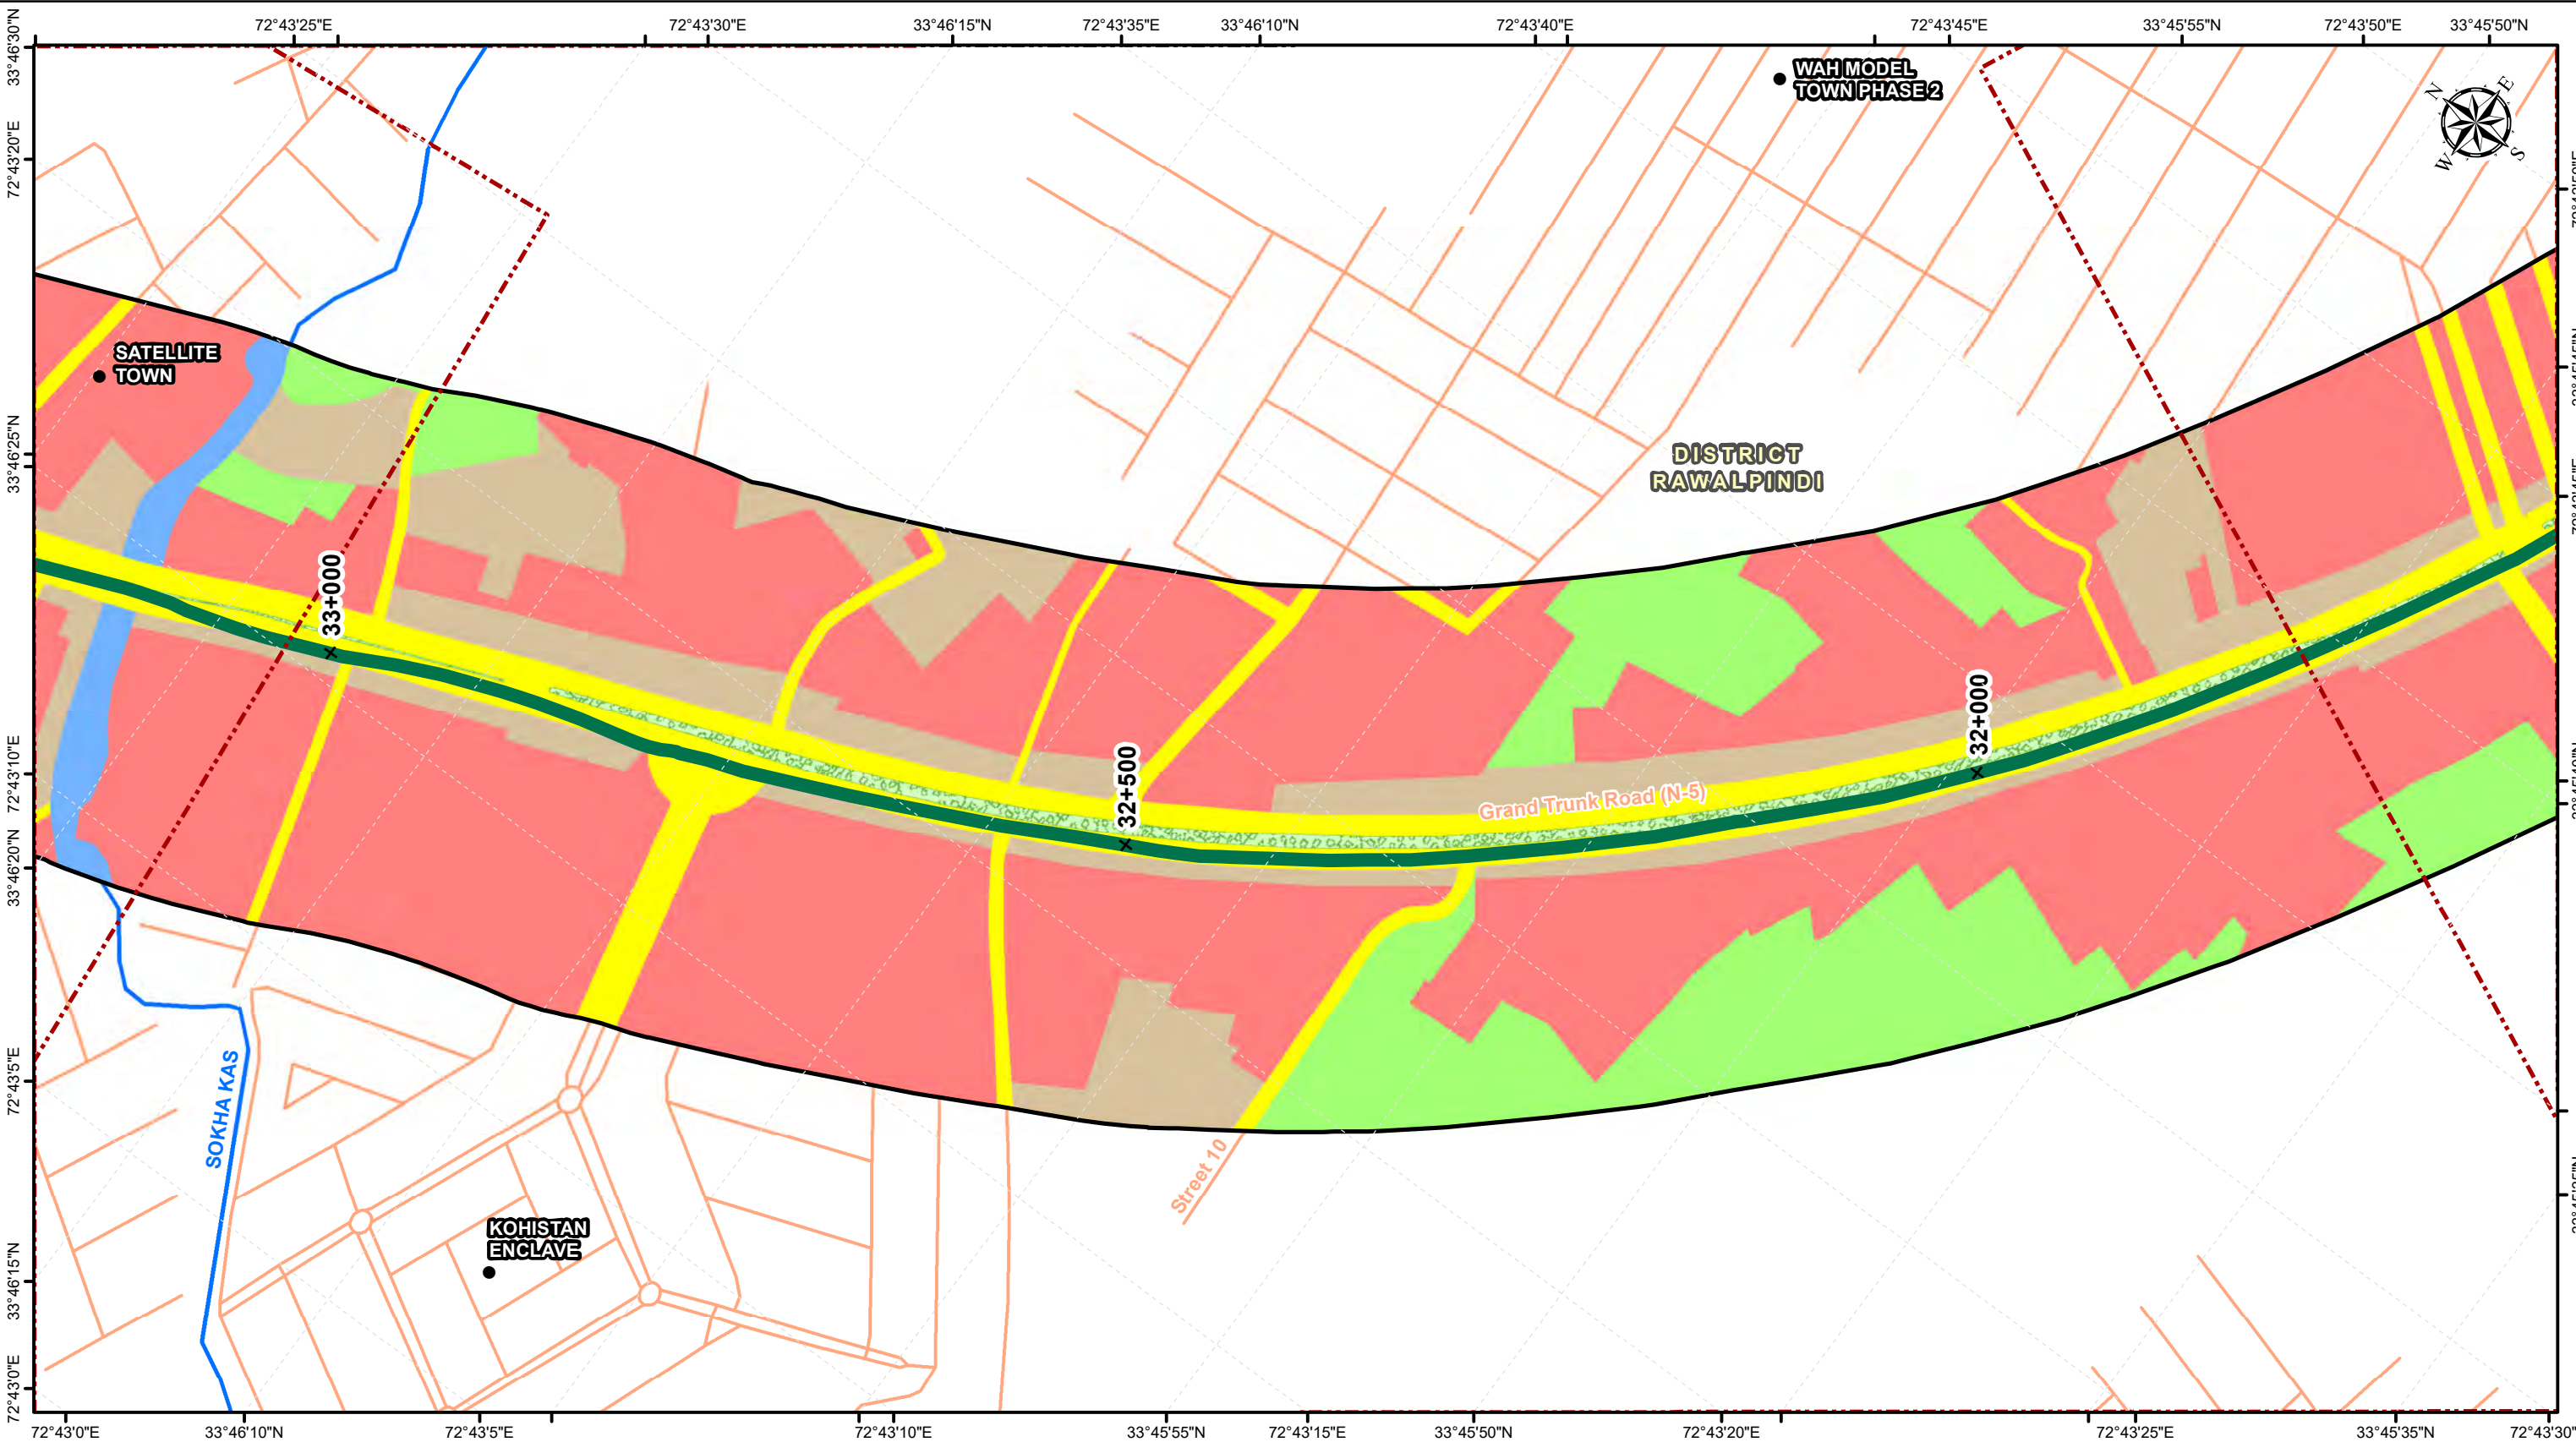 72°43'25"E
72°43'30"E
33°46'15"N
72°43'35"E
33°46'10"N
72°43'40"E
72°43'45"E
33°45'55"N
72°43'50"E
33°45'50"N
33°46'30"N
72°43'20"E
33°46'25"N
72°43'10"E
33°46'20"N
72°43'5"E
33°46'15"N
72°43'0"E
WAH MODEL
TOWN PHASE 2
N
E
W
S
SATELLITE
TOWN
DISTRICT
RAWALPINDI
33+000
32+500
32+000
Grand Trunk Road (N-5)
SOKHA KAS
Street 10
KOHISTAN
ENCLAVE
72°43'0"E
33°46'10"N
72°43'5"E
72°43'10"E
33°45'55"N
72°43'15"E
33°45'50"N
72°43'20"E
72°43'25"E
33°45'35"N
72°43'30"E